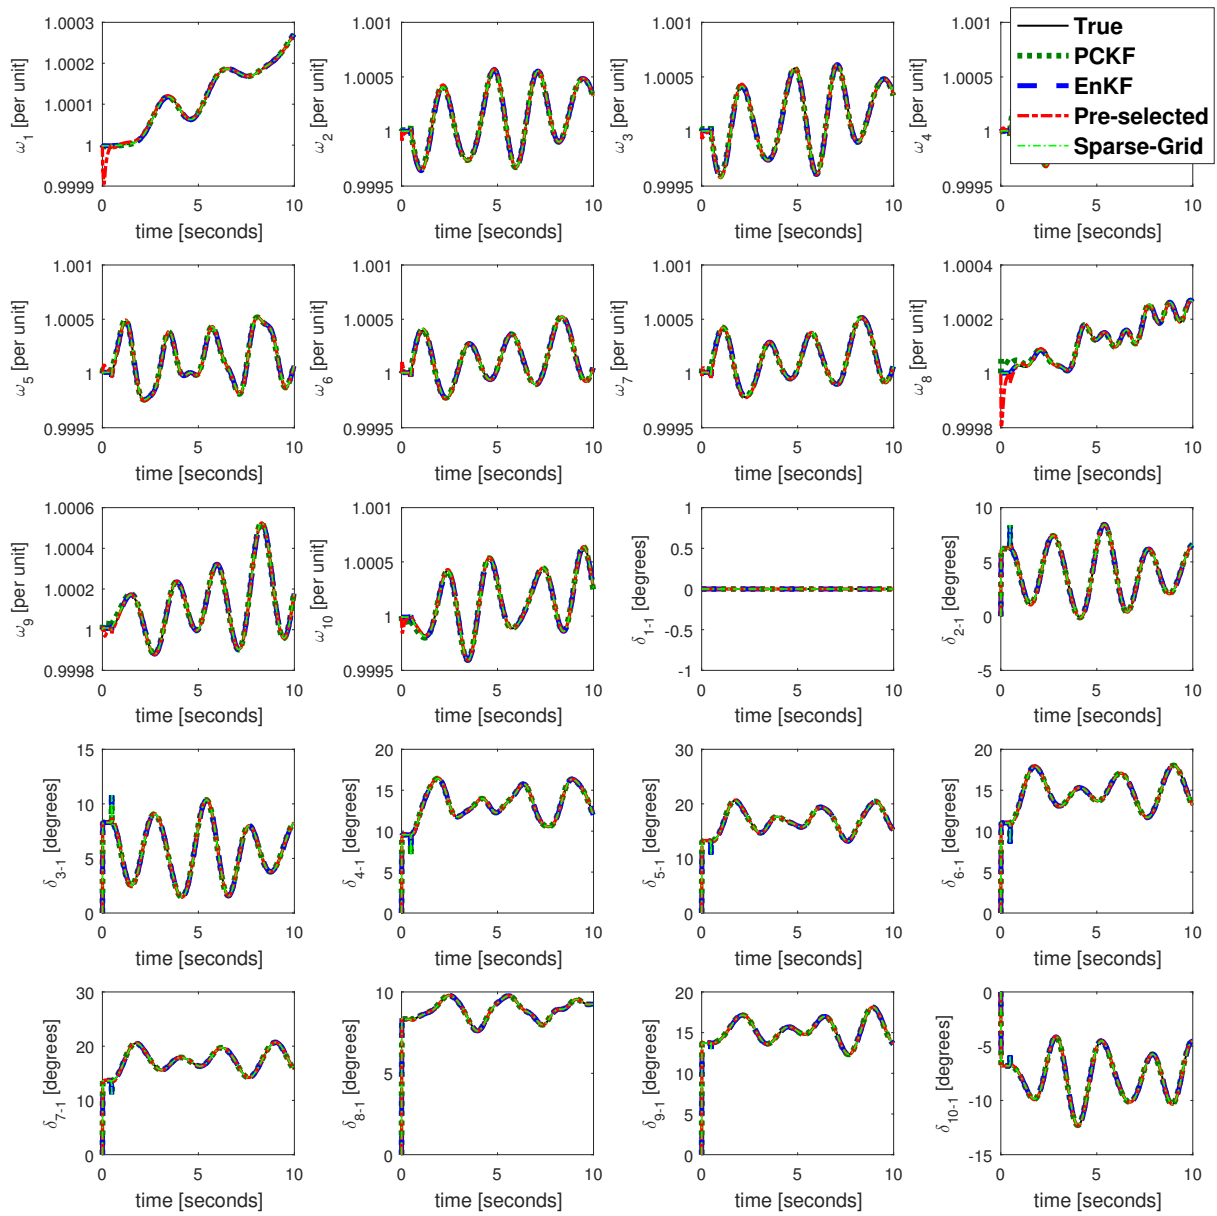 1.0003
1.0002
1.0001
1
0.9999
ω1 [per unit]
0 5 10
time [seconds]
1.001
1.0005
1
0.9995
ω2 [per unit]
0 5 10
time [seconds]
1.001
1.0005
1
0.9995
ω3 [per unit]
0 5 10
time [seconds]
1.001
1.0005
1
0.9995
ω4 [per unit]
0 5 10
time [seconds]
True
PCKF
EnKF
Pre-selected
Sparse-Grid
1.001
1.0005
1
0.9995
ω5 [per unit]
0 5 10
time [seconds]
1.001
1.0005
1
0.9995
ω6 [per unit]
0 5 10
time [seconds]
1.001
1.0005
1
0.9995
ω7 [per unit]
0 5 10
time [seconds]
1.0004
1.0002
1
0.9998
ω8 [per unit]
0 5 10
time [seconds]
1.0006
1.0004
1.0002
1
0.9998
ω9 [per unit]
0 5 10
time [seconds]
1.001
1.0005
1
0.9995
ω10 [per unit]
0 5 10
time [seconds]
1
0.5
0
-0.5
-1
δ1-1 [degrees]
0 5 10
time [seconds]
10
5
0
-5
δ2-1 [degrees]
0 5 10
time [seconds]
15
10
5
0
δ3-1 [degrees]
0 5 10
time [seconds]
20
15
10
5
0
δ4-1 [degrees]
0 5 10
time [seconds]
30
20
10
0
δ5-1 [degrees]
0 5 10
time [seconds]
20
15
10
5
0
δ6-1 [degrees]
0 5 10
time [seconds]
30
20
10
0
δ7-1 [degrees]
0 5 10
time [seconds]
10
5
0
δ8-1 [degrees]
0 5 10
time [seconds]
20
15
10
5
0
δ9-1 [degrees]
0 5 10
time [seconds]
0
-5
-10
-15
δ10-1 [degrees]
0 5 10
time [seconds]